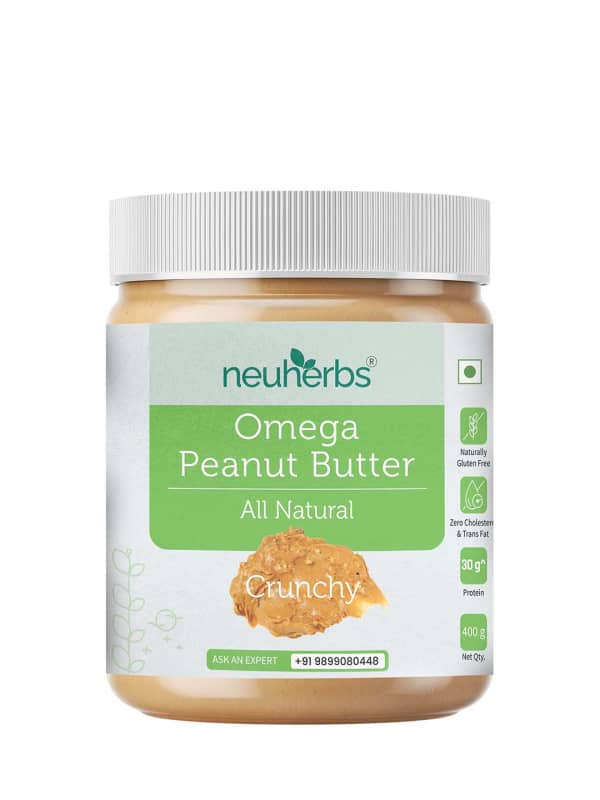 neuherbs®
Omega
Peanut Butter
All Natural
Crunchy
ASK AN EXPERT +91 9899080448
Naturally
Gluten Free
Zero Cholester
& Trans Fat
30 g^
Protein
400 g
Net Qty.